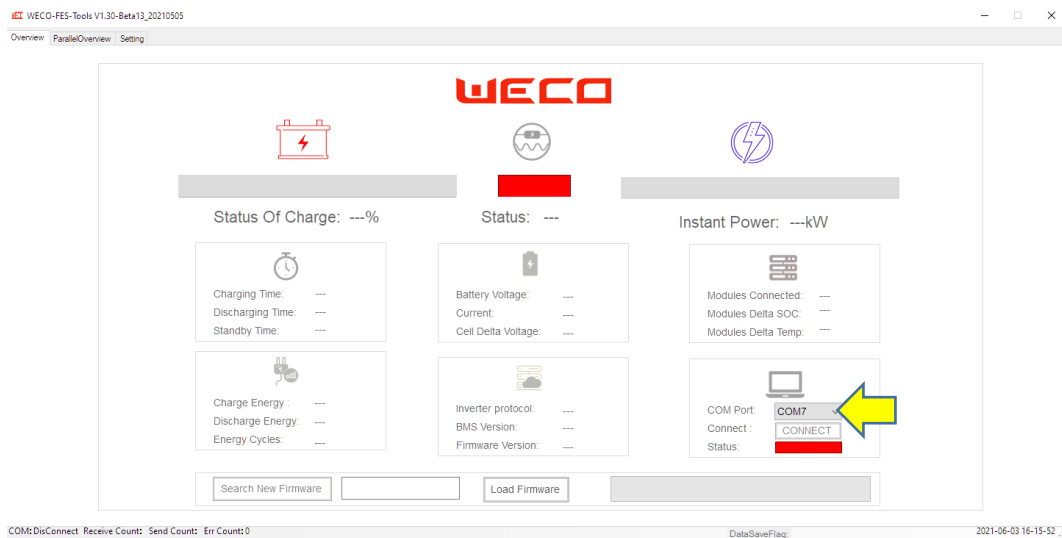 WECO WECO-FES-Tools V1.30-Beta13_20210505
Overview ParallelOverview Setting
WECO
Status Of Charge: ---%
Status: ---
Instant Power: ---kW
Charging Time: ---
Discharging Time: ---
Standby Time: ---
Battery Voltage: ---
Current: ---
Cell Delta Voltage: ---
Modules Connected: ---
Modules Delta SOC: ---
Modules Delta Temp: ---
Charge Energy : ---
Discharge Energy: ---
Energy Cycles: ---
Inverter protocol: ---
BMS Version: ---
Firmware Version: ---
COM Port: COM7
Connect : CONNECT
Status:
Search New Firmware Load Firmware
COM: DisConnect Receive Count: Send Count: Err Count: 0 DataSaveFlag: 2021-06-03 16-15-52